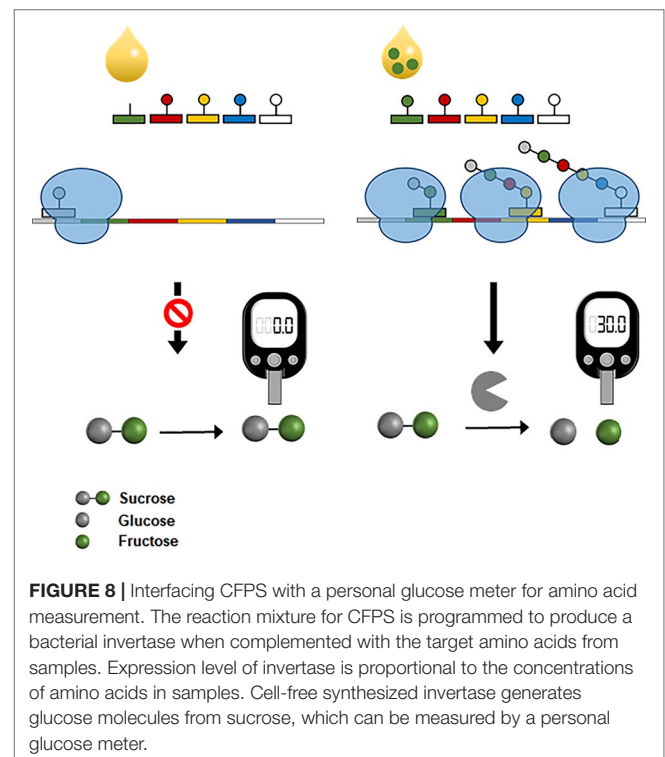 0.0
30.0
Sucrose
Glucose
Fructose
FIGURE 8 | Interfacing CFPS with a personal glucose meter for amino acid
measurement. The reaction mixture for CFPS is programmed to produce a
bacterial invertase when complemented with the target amino acids from
samples. Expression level of invertase is proportional to the concentrations
of amino acids in samples. Cell-free synthesized invertase generates
glucose molecules from sucrose, which can be measured by a personal
glucose meter.